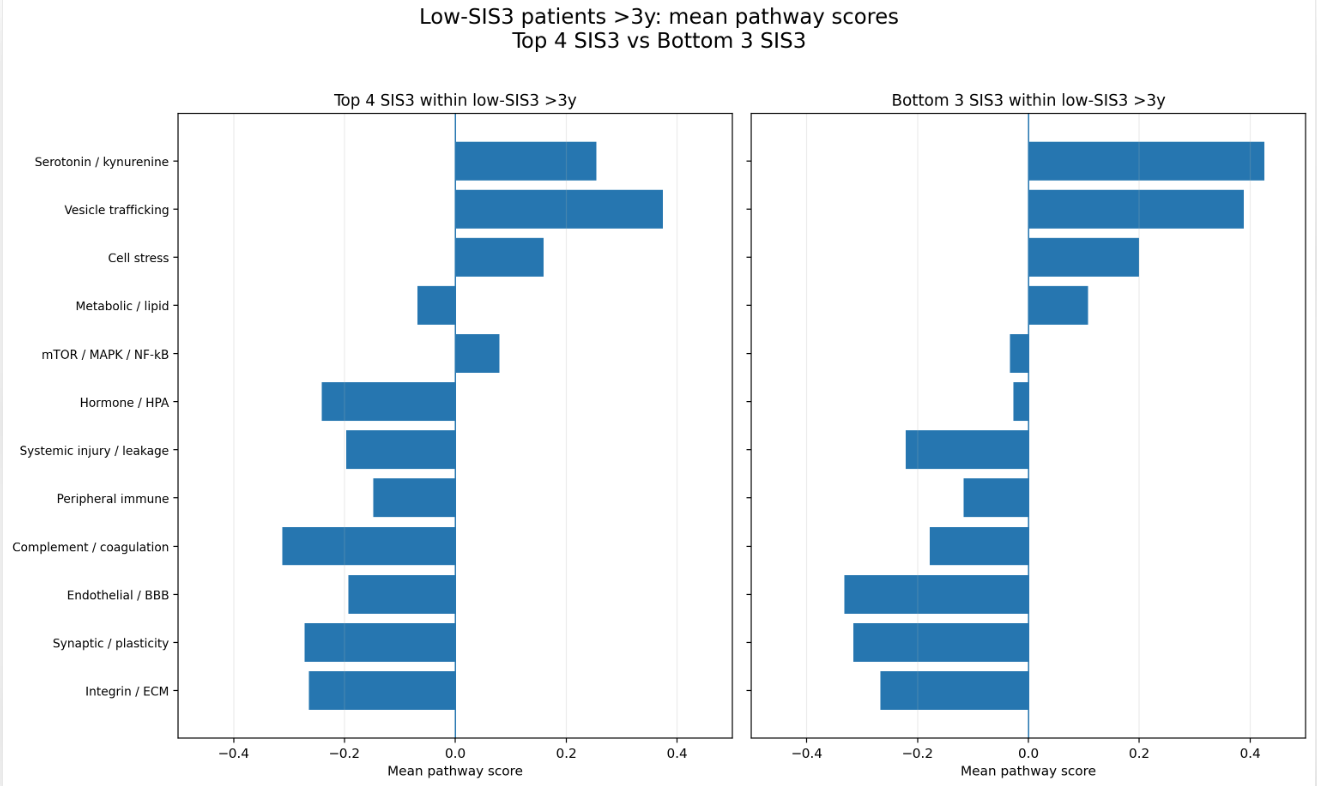 Low-SIS3 patients >3y: mean pathway scores
Top 4 SIS3 vs Bottom 3 SIS3
Top 4 SIS3 within low-SIS3 >3y
Bottom 3 SIS3 within low-SIS3 >3y
Serotonin / kynurenine
Vesicle trafficking
Cell stress
Metabolic / lipid
mTOR / MAPK / NF-kB
Hormone / HPA
Systemic injury / leakage
Peripheral immune
Complement / coagulation
Endothelial / BBB
Synaptic / plasticity
Integrin / ECM
−0.4 −0.2 0.0 0.2 0.4
−0.4 −0.2 0.0 0.2 0.4
Mean pathway score
Mean pathway score